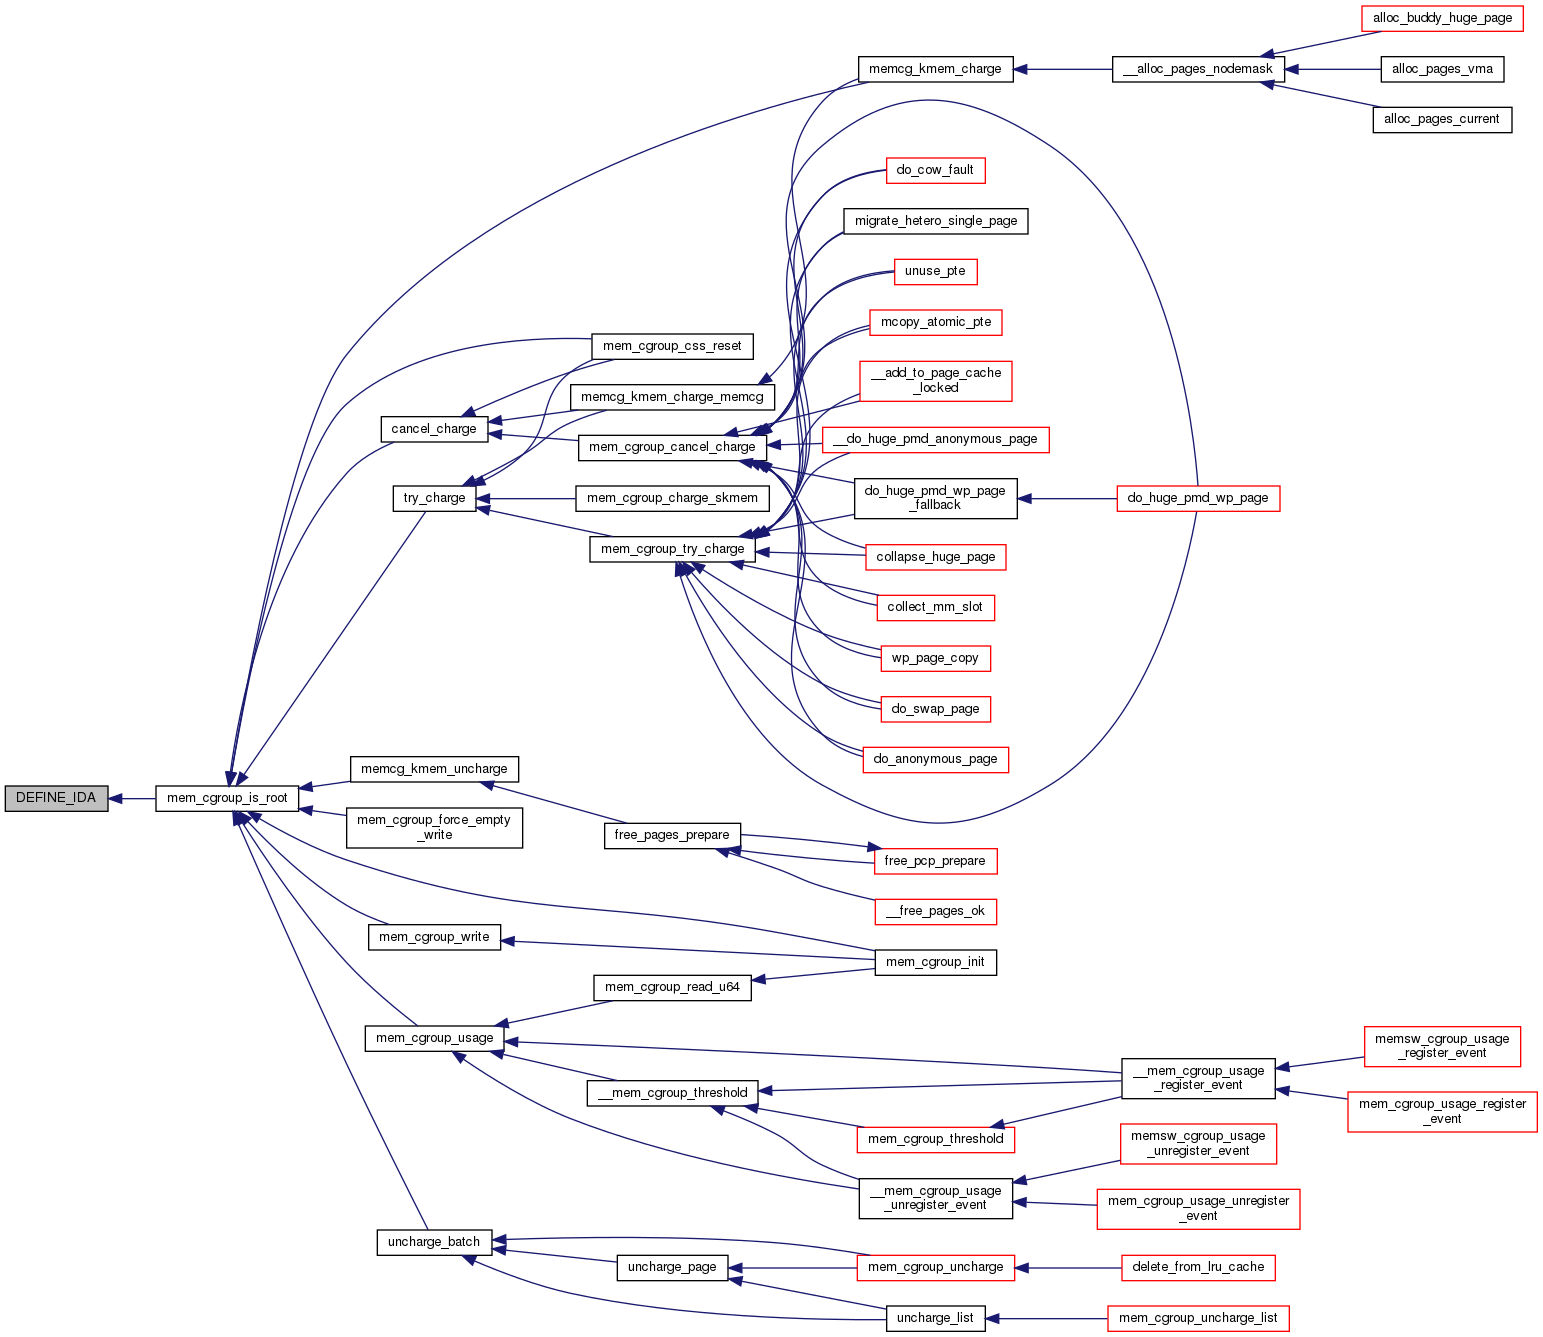 alloc_buddy_huge_page
memcg_kmem_charge
__alloc_pages_nodemask
alloc_pages_vma
alloc_pages_current
do_cow_fault
migrate_hetero_single_page
unuse_pte
mcopy_atomic_pte
mem_cgroup_css_reset
__add_to_page_cache
_locked
memcg_kmem_charge_memcg
cancel_charge
mem_cgroup_cancel_charge
__do_huge_pmd_anonymous_page
try_charge
mem_cgroup_charge_skmem
do_huge_pmd_wp_page
_fallback
do_huge_pmd_wp_page
mem_cgroup_try_charge
collapse_huge_page
collect_mm_slot
wp_page_copy
do_swap_page
do_anonymous_page
memcg_kmem_uncharge
DEFINE_IDA
mem_cgroup_is_root
mem_cgroup_force_empty
_write
free_pages_prepare
free_pcp_prepare
__free_pages_ok
mem_cgroup_write
mem_cgroup_init
mem_cgroup_read_u64
mem_cgroup_usage
memsw_cgroup_usage
_register_event
__mem_cgroup_usage
_register_event
__mem_cgroup_threshold
mem_cgroup_usage_register
_event
mem_cgroup_threshold
memsw_cgroup_usage
_unregister_event
__mem_cgroup_usage
_unregister_event
mem_cgroup_usage_unregister
_event
uncharge_batch
uncharge_page
mem_cgroup_uncharge
delete_from_lru_cache
uncharge_list
mem_cgroup_uncharge_list